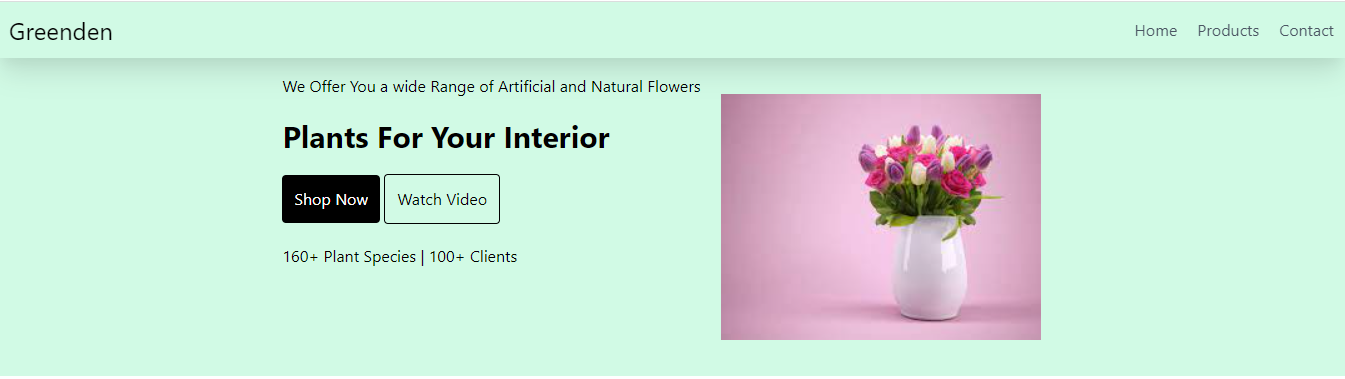 Greenden
Home Products Contact
We Offer You a wide Range of Artificial and Natural Flowers
Plants For Your Interior
Shop Now Watch Video
160+ Plant Species | 100+ Clients